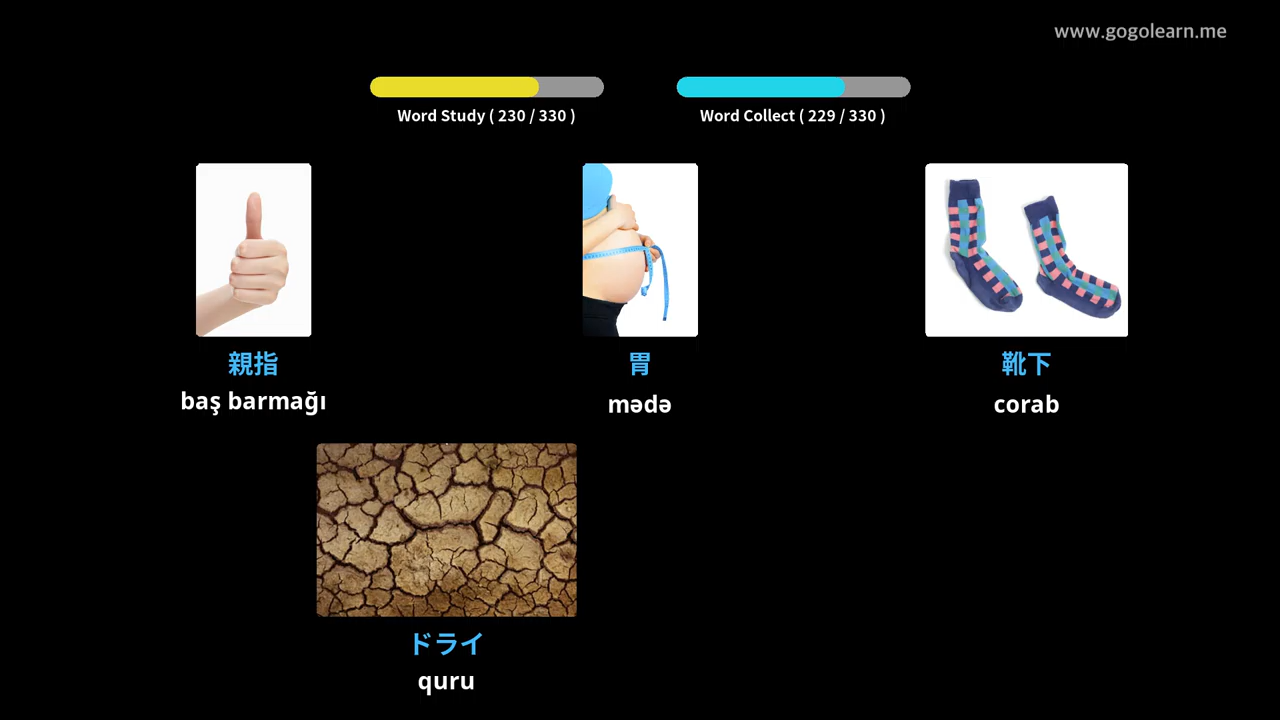 www.gogolearn.me
Word Study ( 230 / 330 )
Word Collect ( 229 / 330 )
親指
baş barmağı
胃
mədə
靴下
corab
ドライ
quru